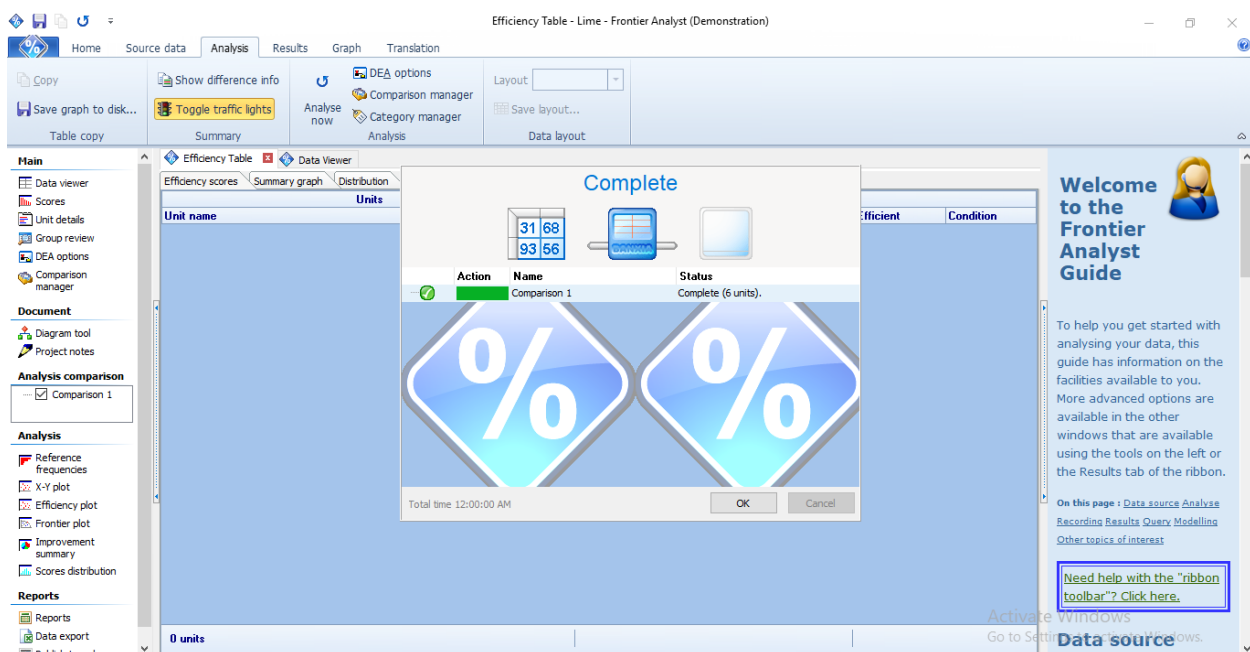 Efficiency Table - Lime - Frontier Analyst (Demonstration)
Home Source data Analysis Results Graph Translation
Copy
Save graph to disk...
Table copy
Show difference info
Toggle traffic lights
Summary
Analyse now
DEA options
Comparison manager
Category manager
Analysis
Layout
Save layout...
Data layout
Main
Data viewer
Scores
Unit details
Group review
DEA options
Comparison
manager
Document
Diagram tool
Project notes
Analysis comparison
Comparison 1
Analysis
Reference
frequencies
X-Y plot
Efficiency plot
Frontier plot
Improvement
summary
Scores distribution
Reports
Reports
Data export
Efficiency Table Data Viewer
Efficiency scores Summary graph Distribution
Units
Unit name
Efficient Condition
0 units
Complete
31 68
93 56
BANXIA
Action Name Status
Comparison 1 Complete (6 units).
% %
Total time 12:00:00 AM
OK Cancel
Welcome
to the
Frontier
Analyst
Guide
To help you get started with
analysing your data, this
guide has information on the
facilities available to you.
More advanced options are
available in the other
windows that are available
using the tools on the left or
the Results tab of the ribbon.
On this page : Data source Analyse
Recording Results Query Modelling
Other topics of interest
Need help with the "ribbon
toolbar"? Click here.
Activate Windows
Go to Settings to activate Windows.
Data source